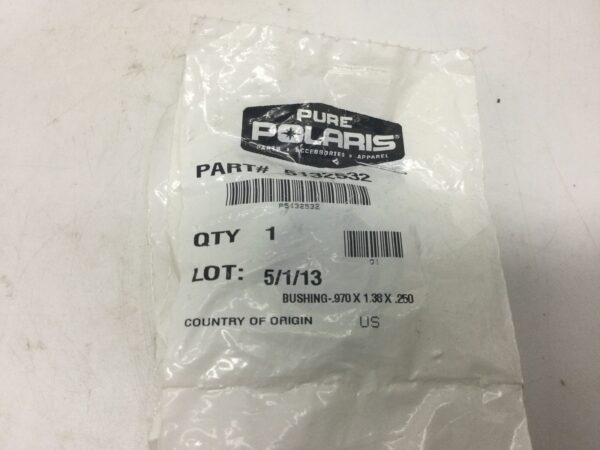 PURE
POLARIS®
PARTS • ACCESSORIES • APPAREL
PART# 5132532
P5132532
QTY 1
01
LOT: 5/1/13
BUSHING-.970 X 1.38 X .250
COUNTRY OF ORIGIN US